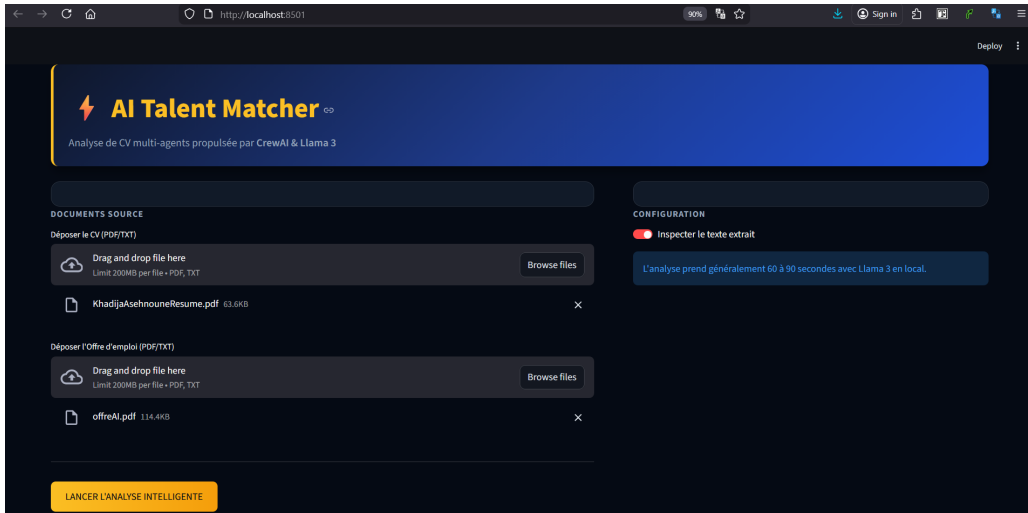 http://localhost:8501
90%
Sign in
Deploy
AI Talent Matcher
Analyse de CV multi-agents propulsée par CrewAI & Llama 3
DOCUMENTS SOURCE
Déposer le CV (PDF/TXT)
Drag and drop file here
Limit 200MB per file • PDF, TXT
Browse files
KhadijaAsehnouneResume.pdf 63.6KB
Déposer l'Offre d'emploi (PDF/TXT)
Drag and drop file here
Limit 200MB per file • PDF, TXT
Browse files
offreAI.pdf 114.4KB
LANCER L'ANALYSE INTELLIGENTE
CONFIGURATION
Inspecter le texte extrait
L'analyse prend généralement 60 à 90 secondes avec Llama 3 en local.